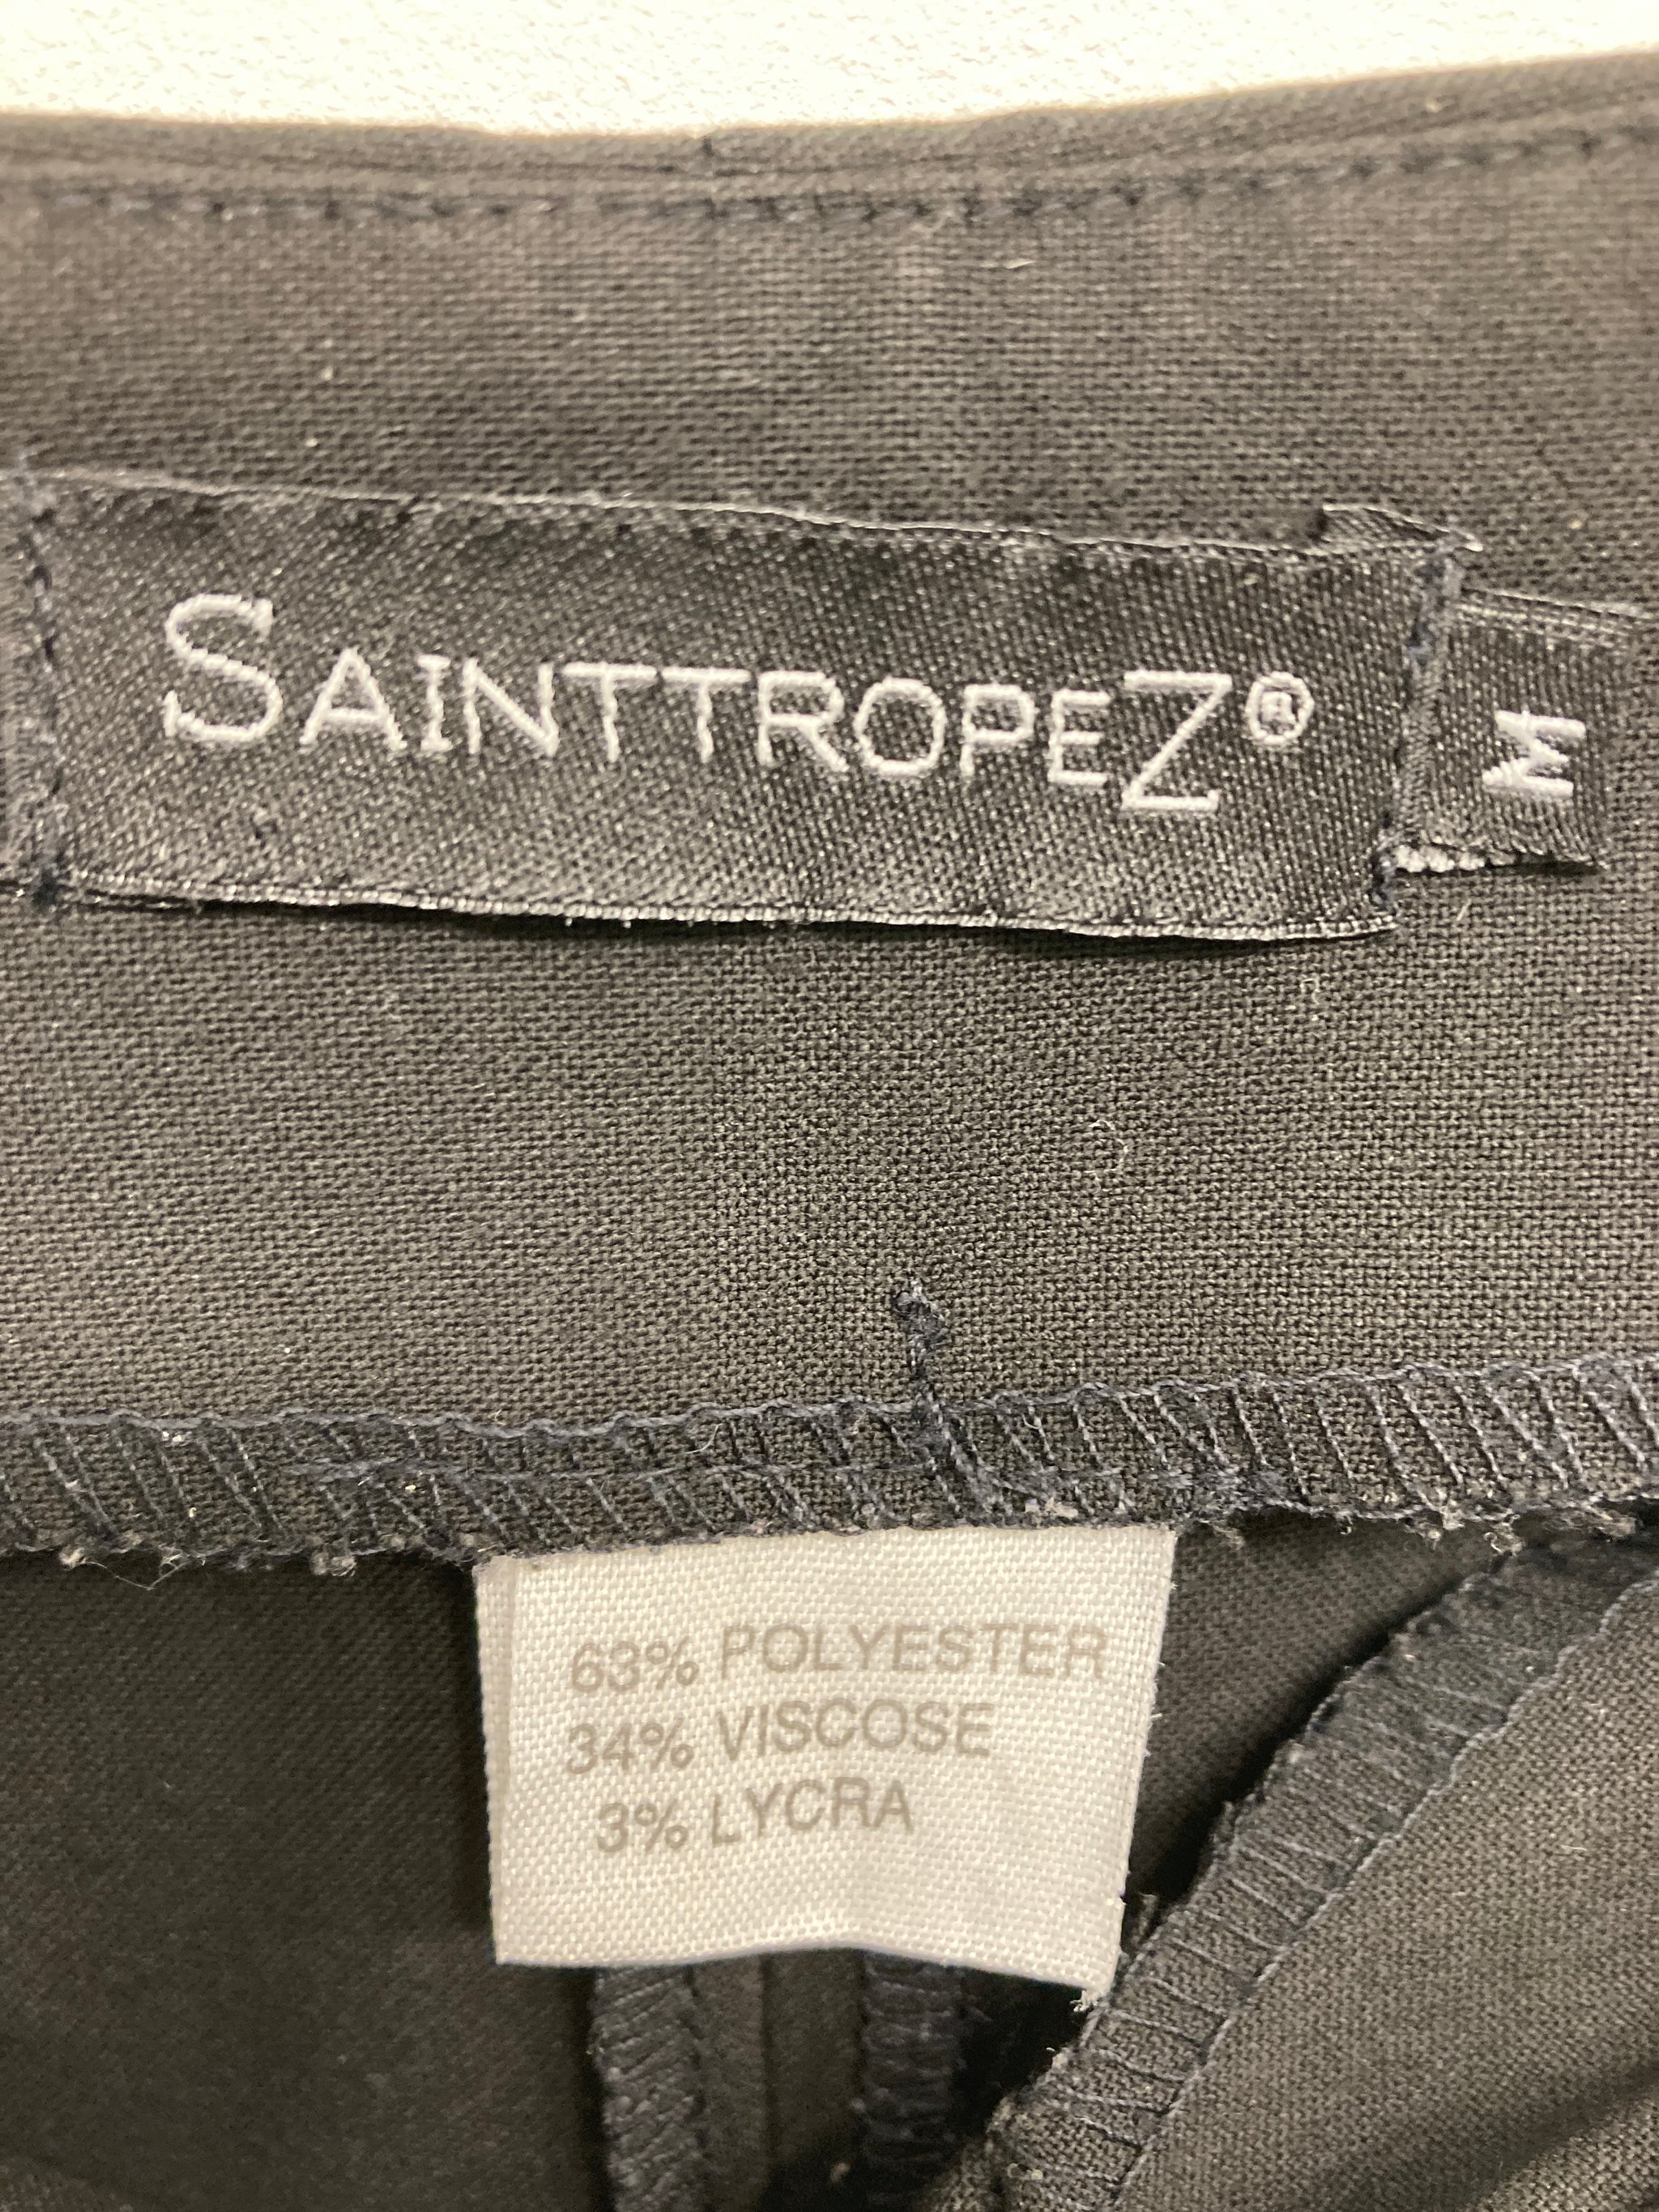 SAINTTROPEZ®
M
63% POLYESTER
34% VISCOSE
3% LYCRA